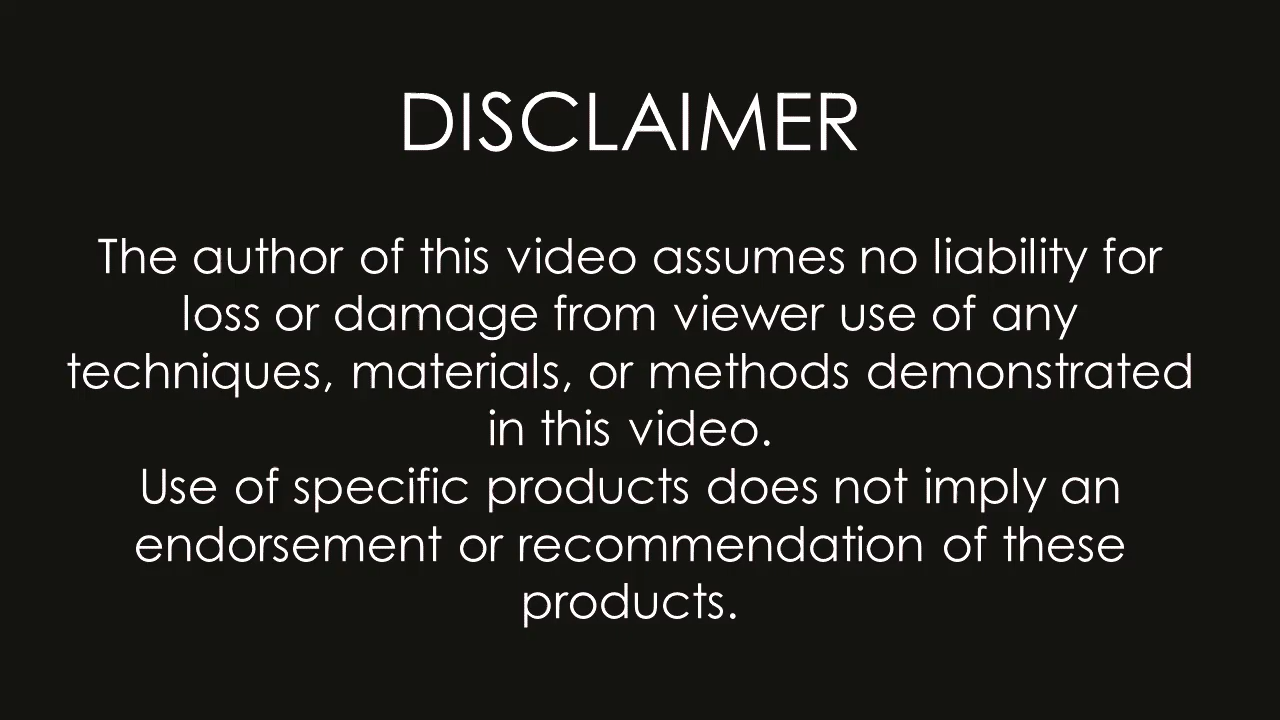 DISCLAIMER
The author of this video assumes no liability for
loss or damage from viewer use of any
techniques, materials, or methods demonstrated
in this video.
Use of specific products does not imply an
endorsement or recommendation of these
products.